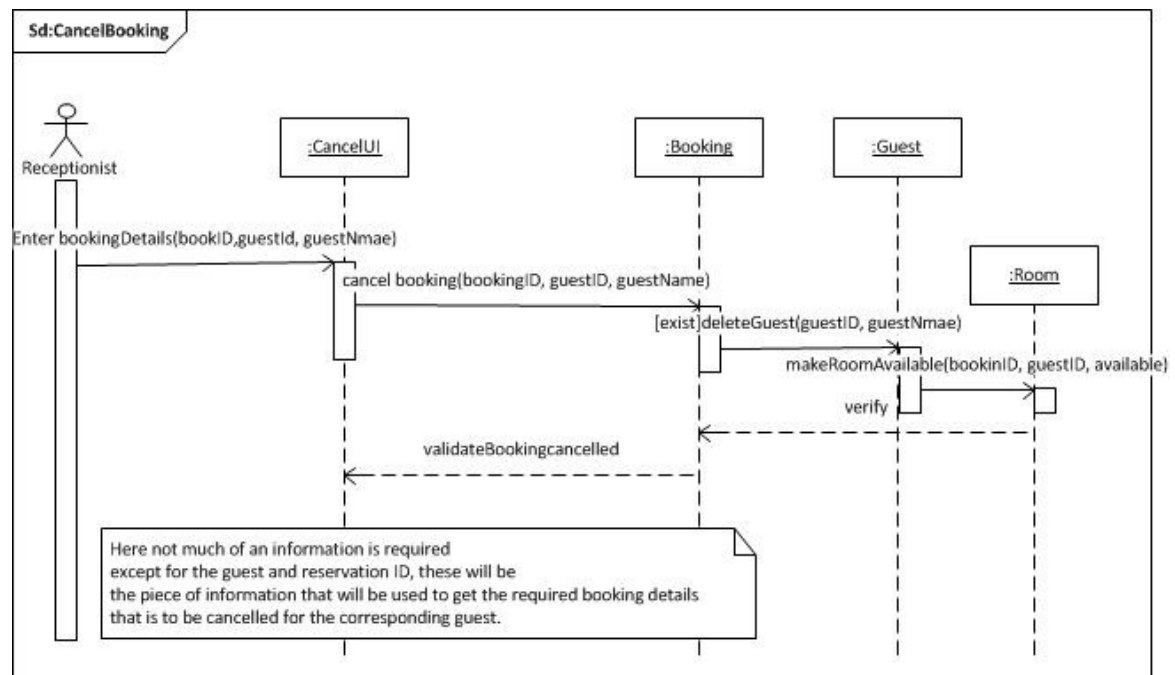 Sd:CancelBooking
Receptionist
:CancelUI
:Booking
:Guest
:Room
Enter bookingDetails(bookID,guestId, guestNmae)
cancel booking(bookingID, guestID, guestName)
[exist]deleteGuest(guestID, guestNmae)
makeRoomAvailable(bookinID, guestID, available)
verify
validateBookingcancelled
Here not much of an information is required
except for the guest and reservation ID, these will be
the piece of information that will be used to get the required booking details
that is to be cancelled for the corresponding guest.